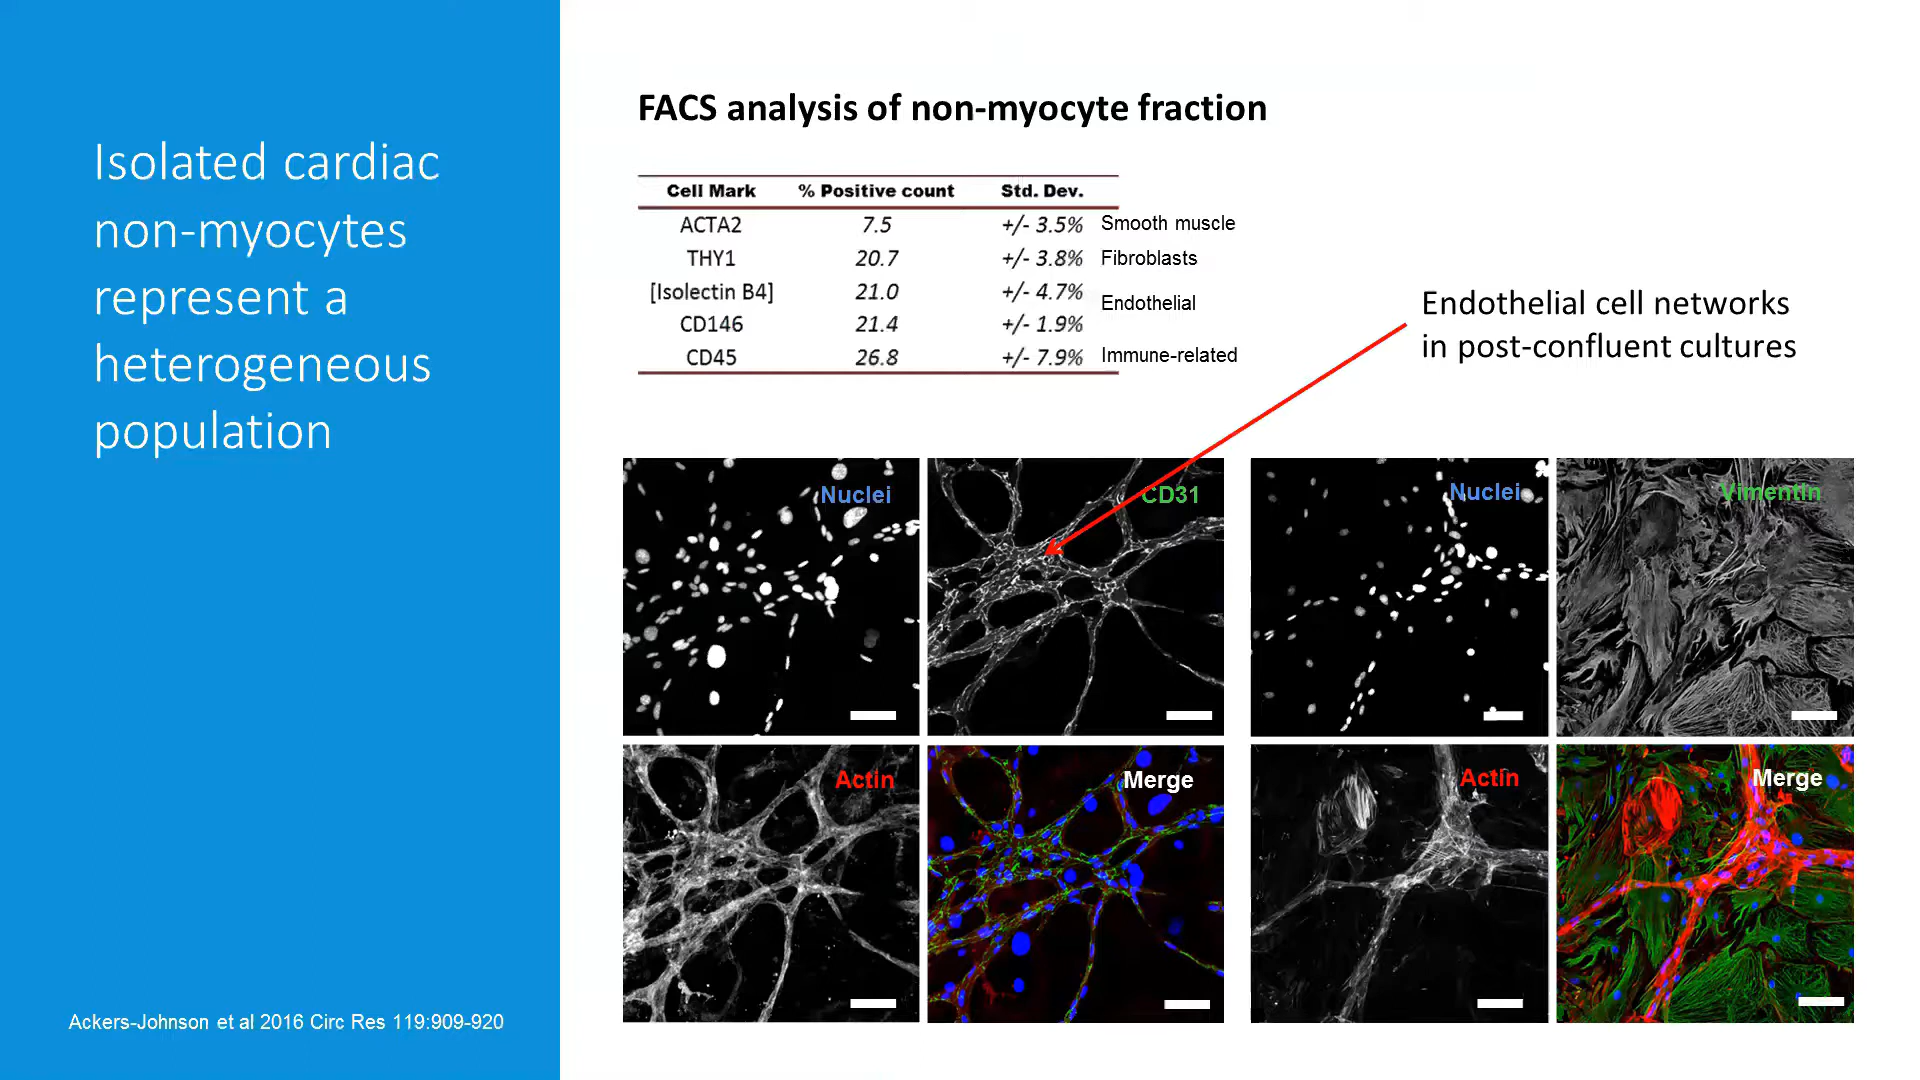 Isolated cardiac
non-myocytes
represent a
heterogeneous
population
Ackers-Johnson et al 2016 Circ Res 119:909-920
FACS analysis of non-myocyte fraction
Cell Mark % Positive count Std. Dev.
ACTA2 7.5 +/- 3.5% Smooth muscle
THY1 20.7 +/- 3.8% Fibroblasts
[Isolectin B4] 21.0 +/- 4.7%
Endothelial
CD146 21.4 +/- 1.9%
CD45 26.8 +/- 7.9% Immune-related
Endothelial cell networks
in post-confluent cultures
Nuclei
CD31
Nuclei
Vimentin
Actin
Merge
Actin
Merge